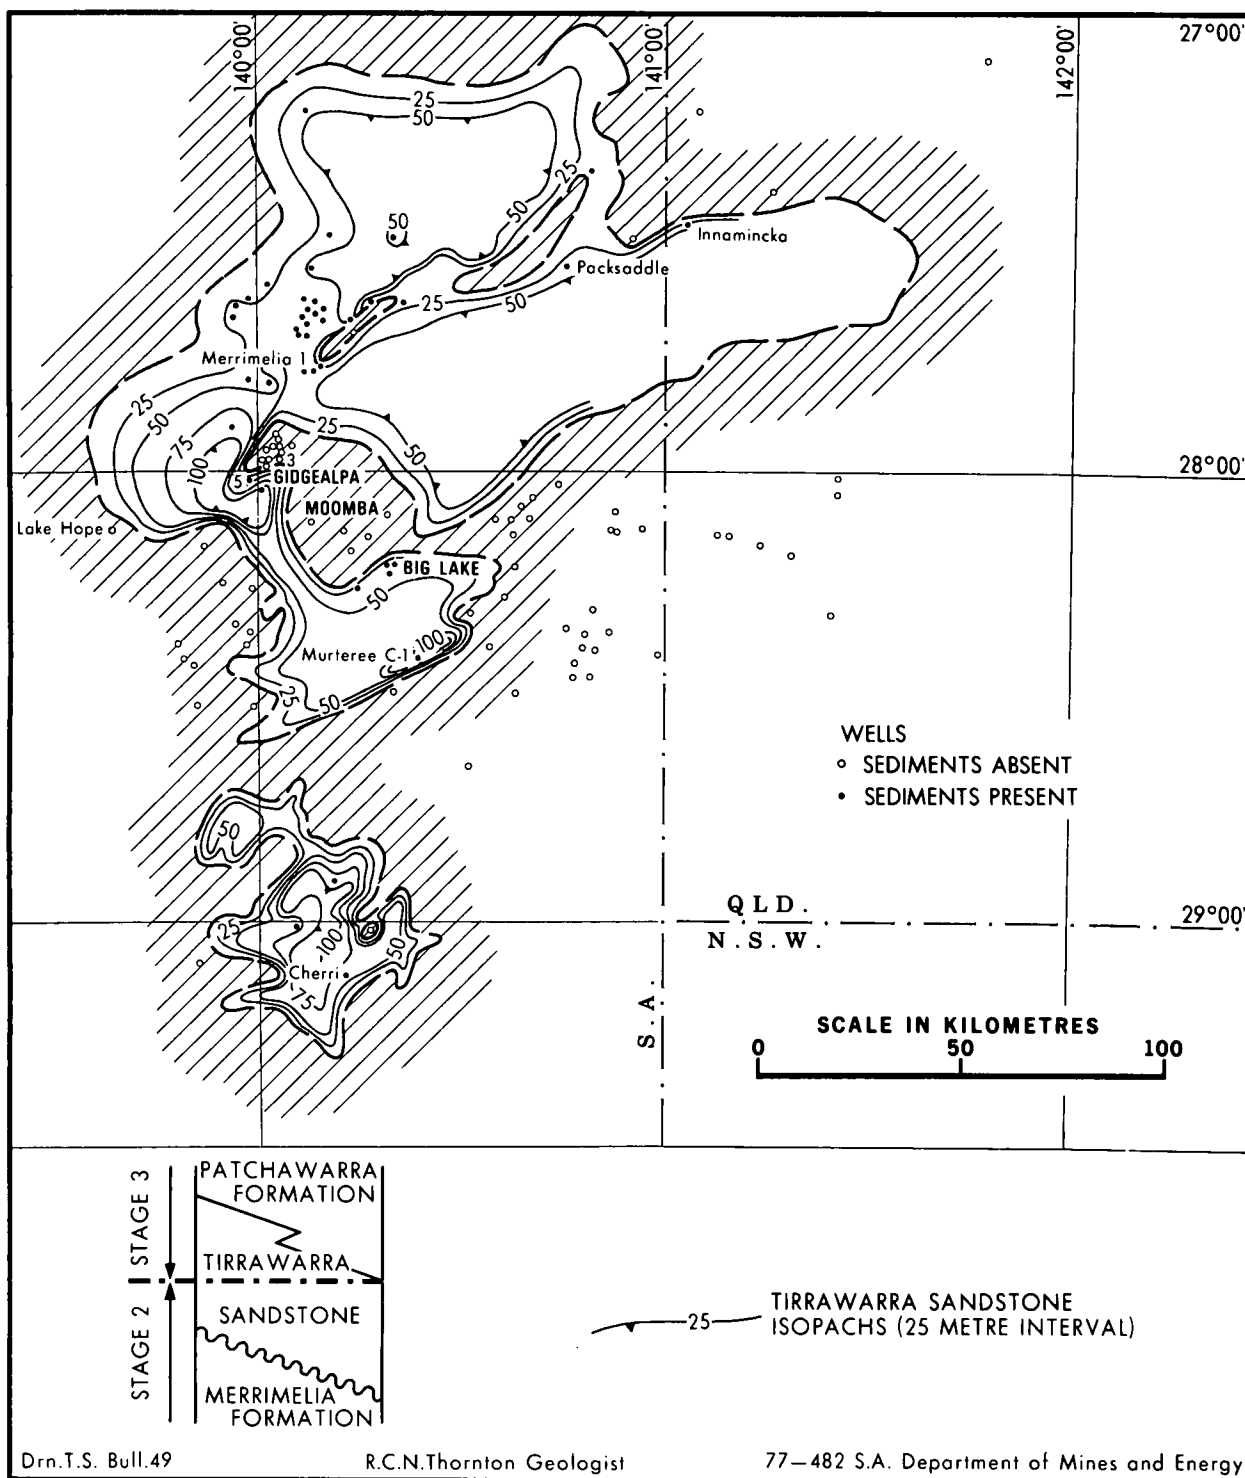 140°00'
141°00'
142°00'
27°00'
25
50
25
50
50
Innamincka
Packsaddle
25
50
Merrimelia 1
25
50
75
100
25
50
3
5
GIDGEALPA
MOOMBA
28°00'
Lake Hope
BIG LAKE
50
100
Murteree C-1
25
50
WELLS
SEDIMENTS ABSENT
SEDIMENTS PRESENT
50
25
100
50
Cherri
75
QLD.
N.S.W.
29°00'
S.A.
SCALE IN KILOMETRES
0 50 100
STAGE 3
PATCHAWARRA
FORMATION
TIRRAWARRA
STAGE 2
SANDSTONE
MERRIMELIA
FORMATION
25
TIRRAWARRA SANDSTONE
ISOPACHS (25 METRE INTERVAL)
Drn.T.S. Bull.49 R.C.N.Thornton Geologist 77-482 S.A. Department of Mines and Energy